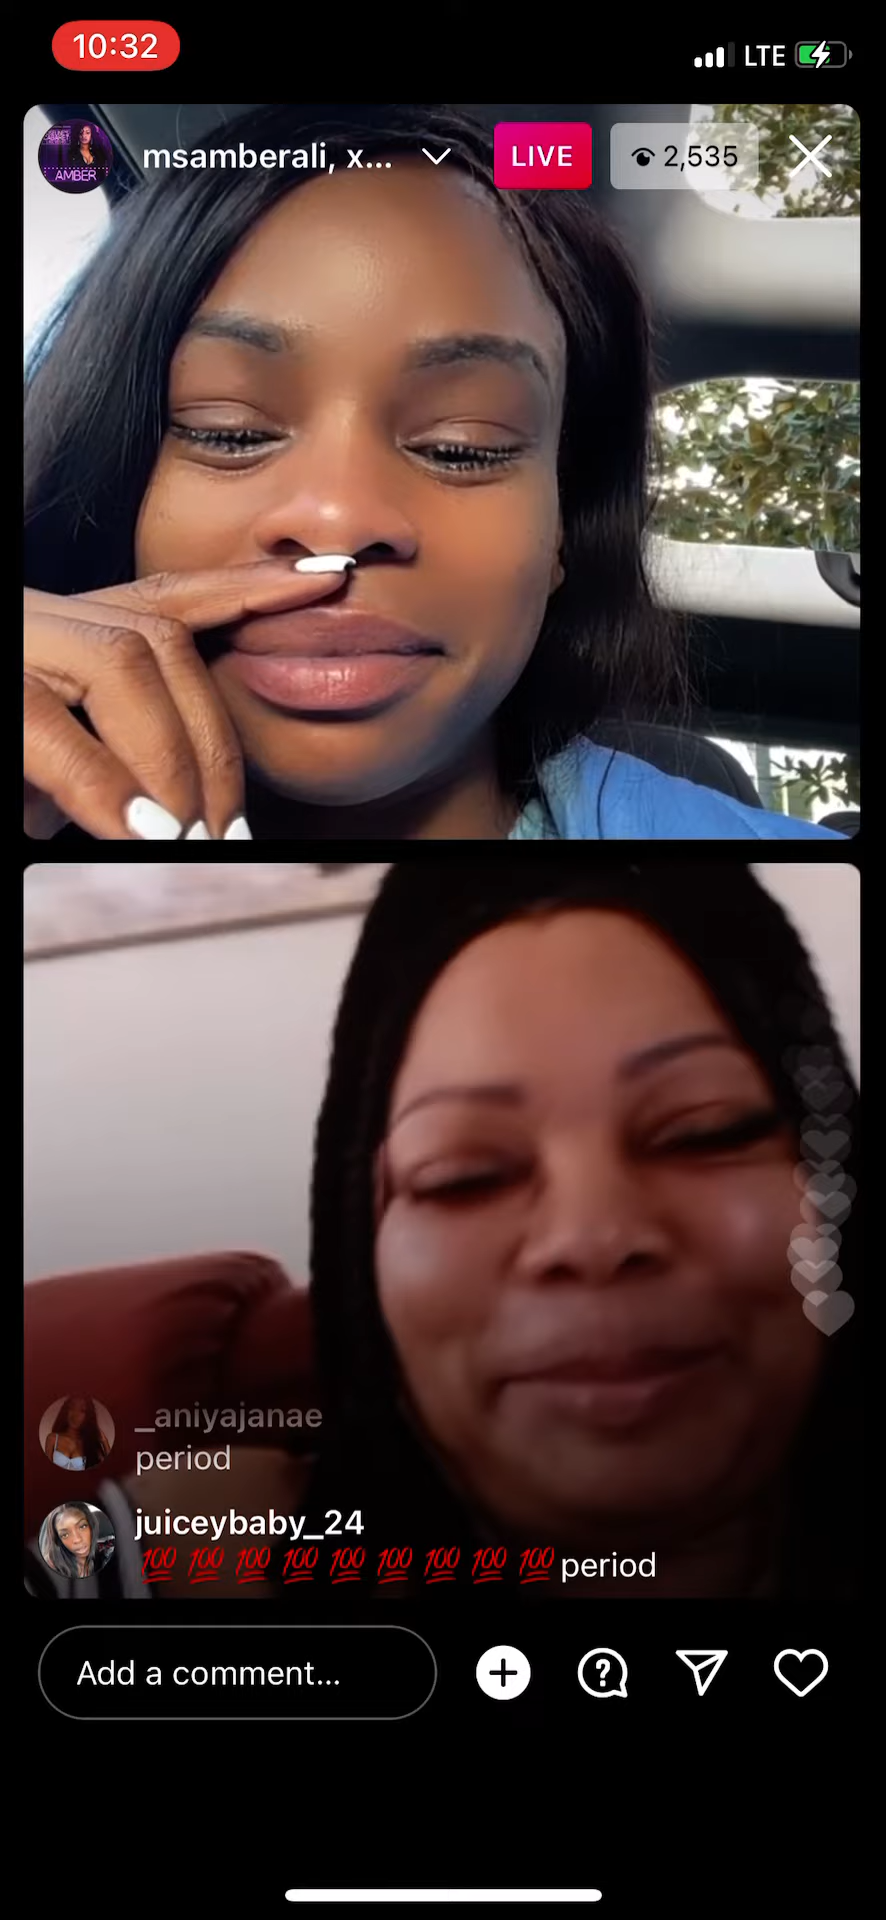 10:32
LTE
msamberali, x...
LIVE
2,535
AMBER
_aniyajanae
period
juiceybaby_24
💯 💯 💯 💯 💯 💯 💯 💯 💯 period
Add a comment...